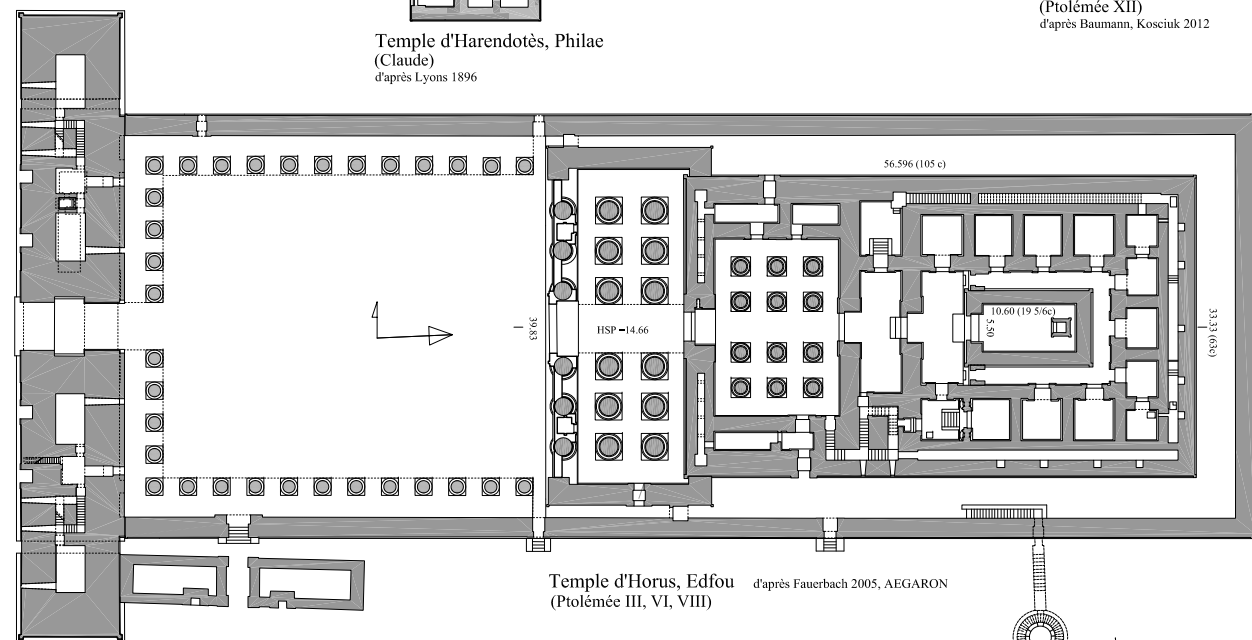 (Ptolémée XII)
d'après Baumann, Kosciuk 2012
Temple d'Harendotès, Philae
(Claude)
d'après Lyons 1896
56.596 (105 c)
39.83
HSP –14.66
10.60 (19 5/6c)
5.50
33.33 (63c)
Temple d'Horus, Edfou d'après Fauerbach 2005, AEGARON
(Ptolémée III, VI, VIII)